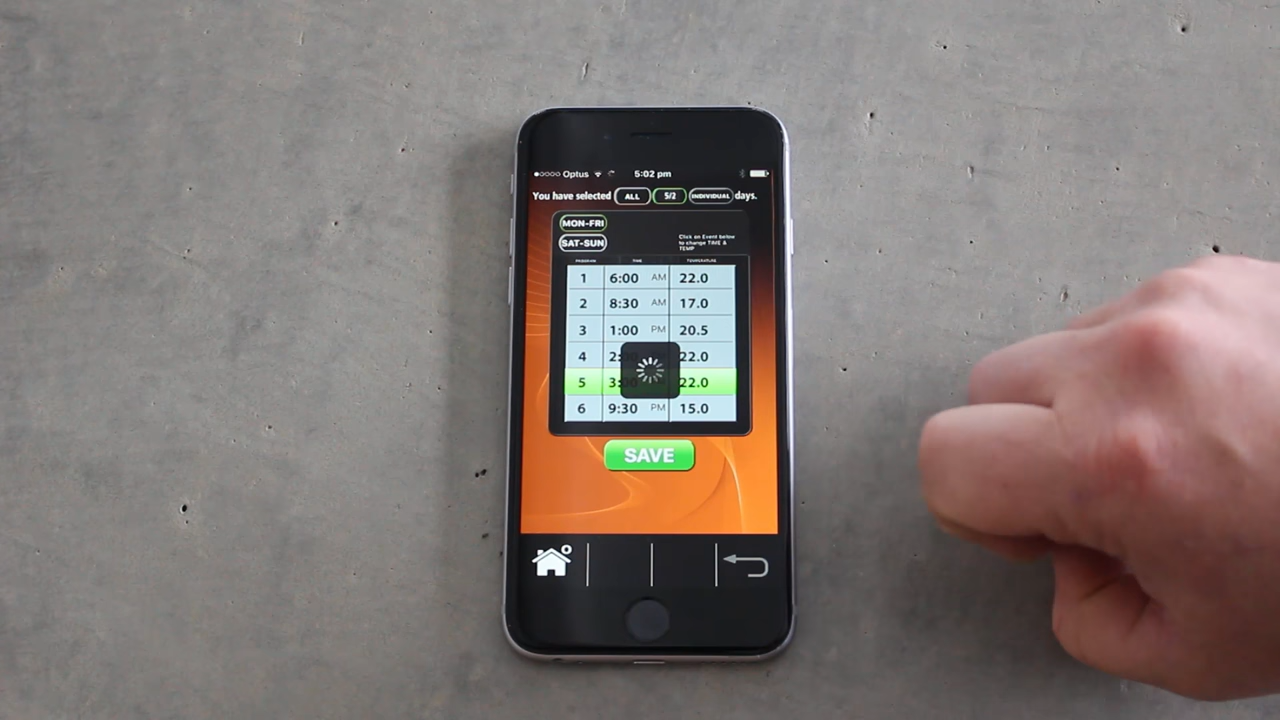 Optus 5:02 pm
You have selected ALL 5/2 INDIVIDUAL days.
MON-FRI
SAT-SUN
Click on Event below
to change TIME &
TEMP
PROGRAM TIME TEMPERATURE
1 6:00 AM 22.0
2 8:30 AM 17.0
3 1:00 PM 20.5
4 2: 22.0
5 3:00 22.0
6 9:30 PM 15.0
SAVE